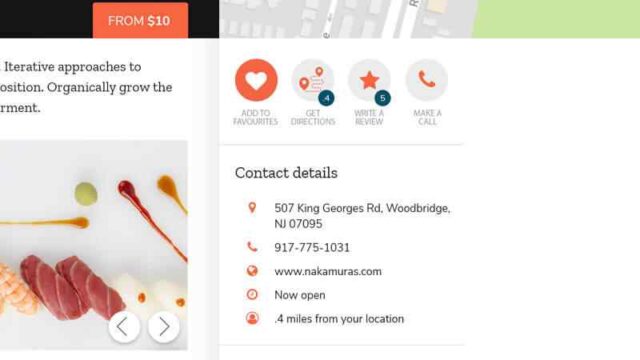 FROM $10
Iterative approaches to
osition. Organically grow the
rment.
e
R
ADD TO
FAVOURITES
.4
GET
DIRECTIONS
5
WRITE A
REVIEW
MAKE A
CALL
Contact details
507 King Georges Rd, Woodbridge,
NJ 07095
917-775-1031
www.nakamuras.com
Now open
.4 miles from your location